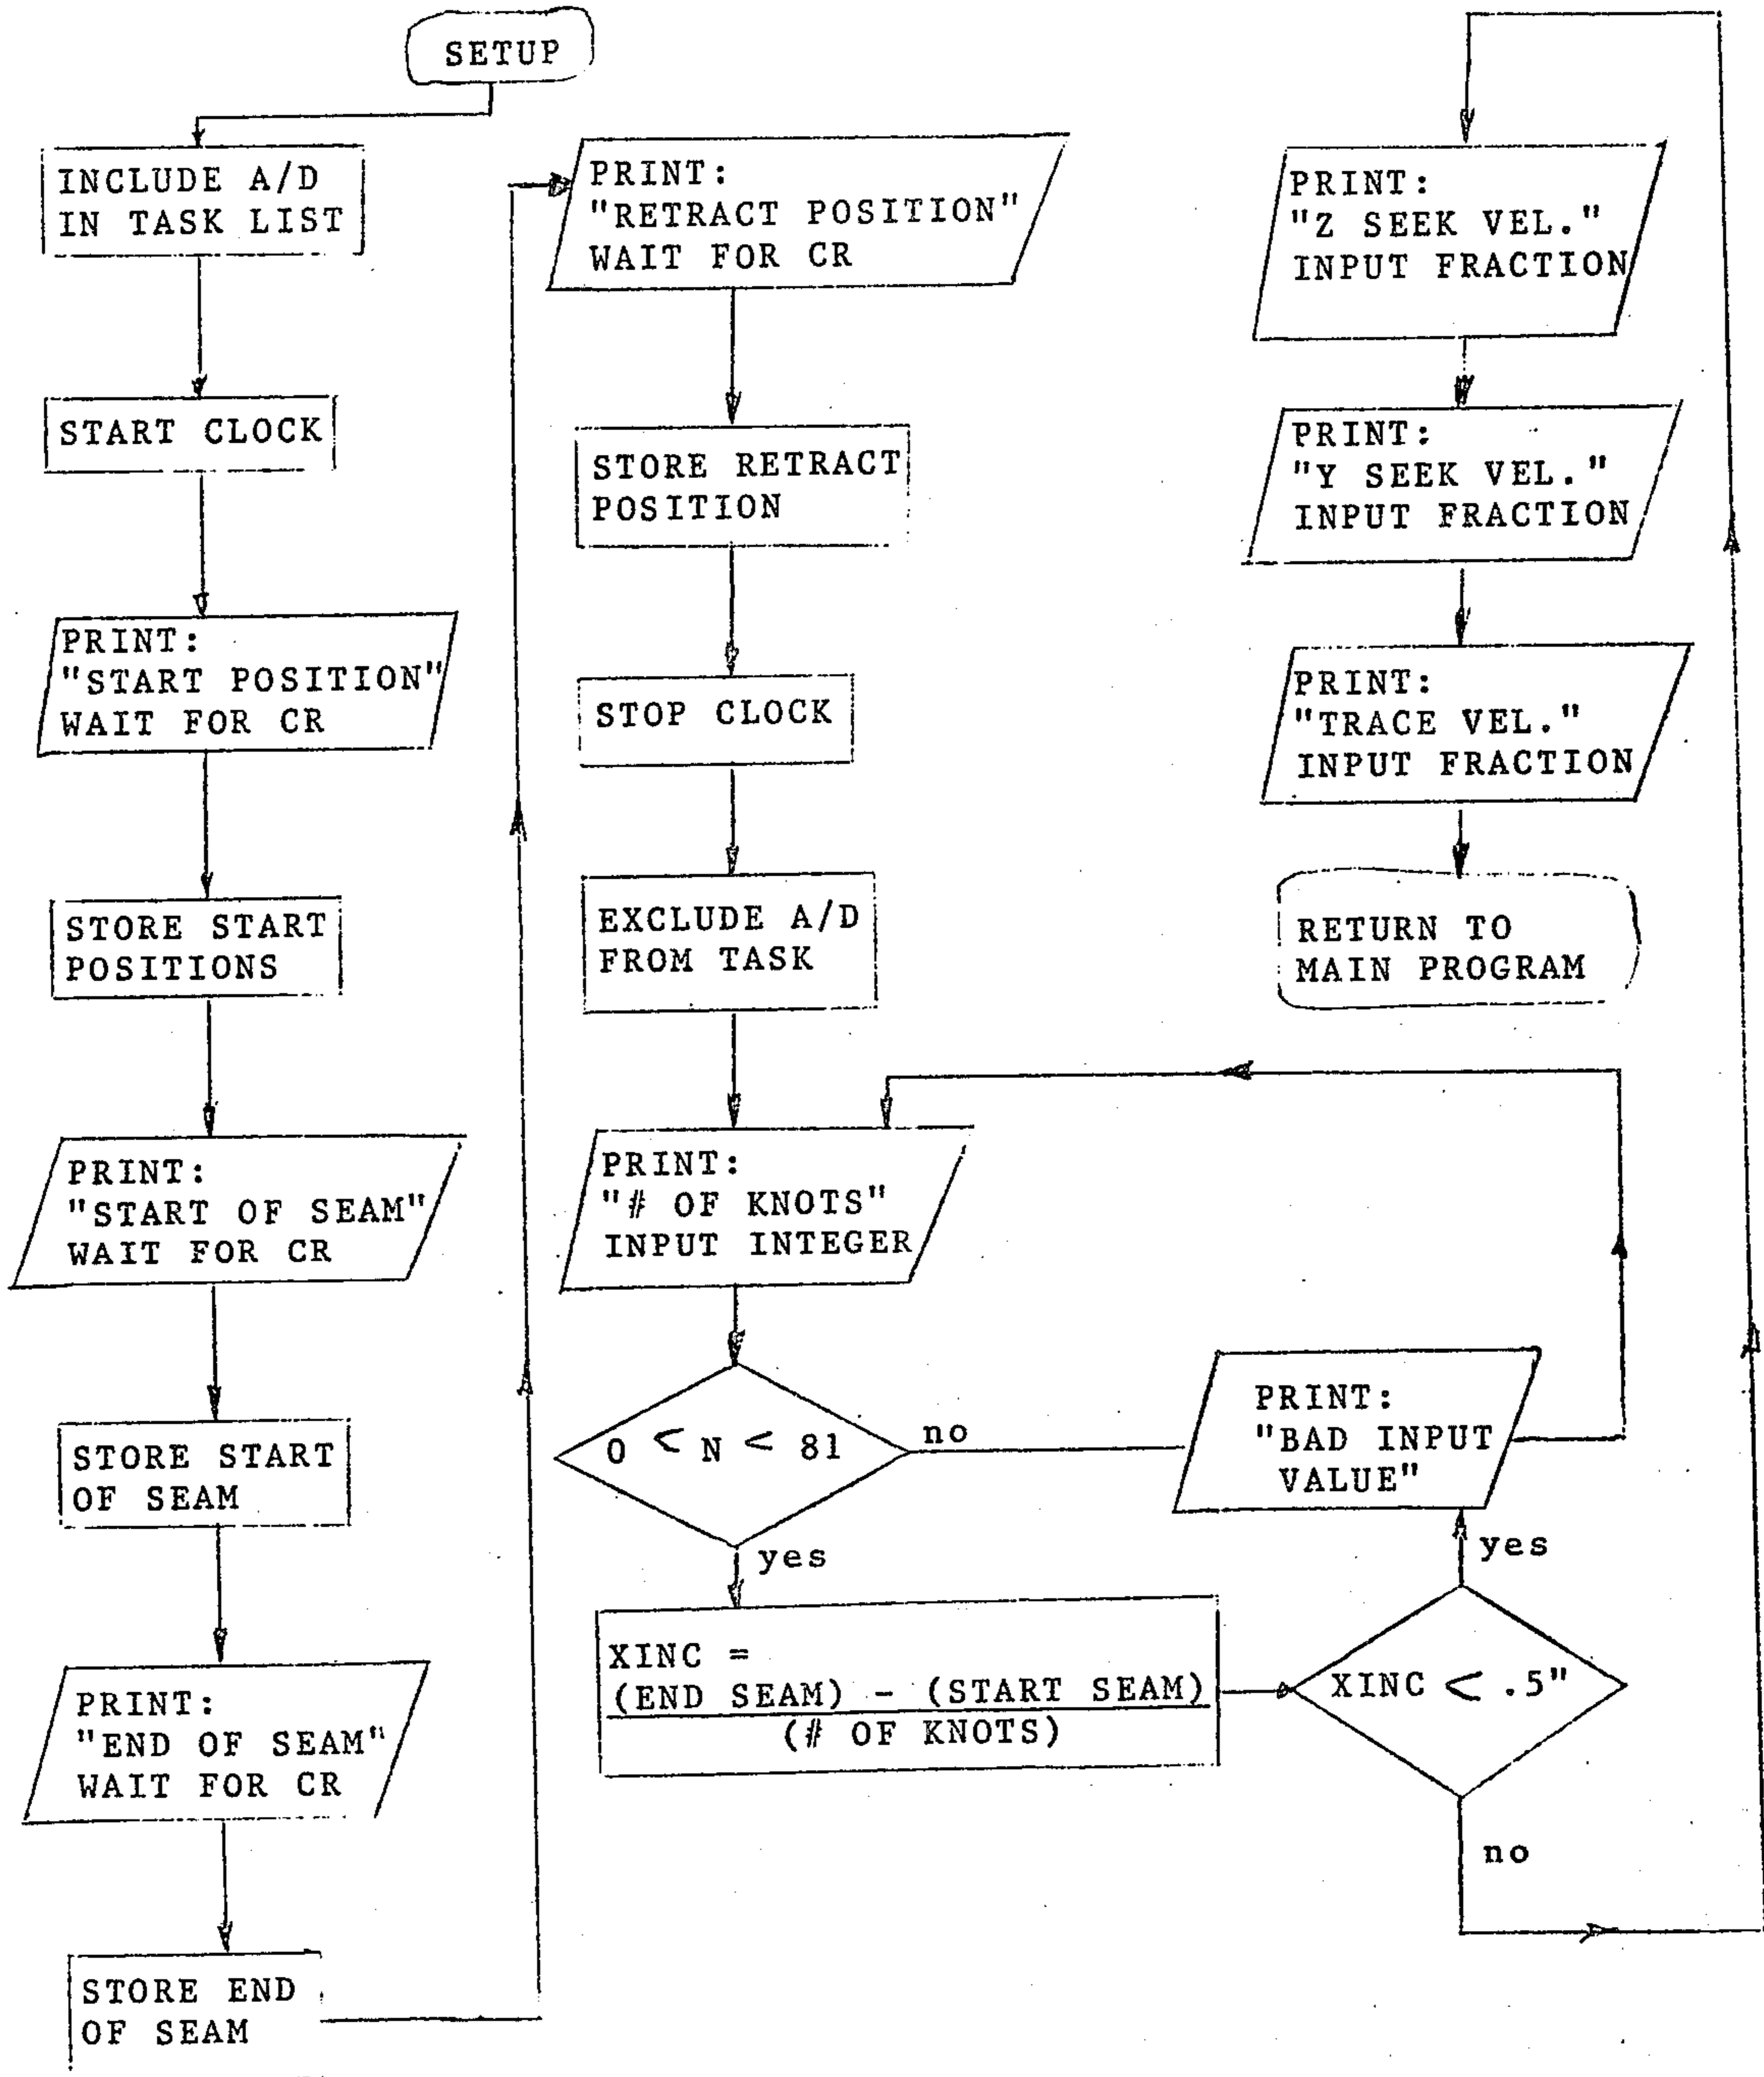 SETUP
INCLUDE A/D
IN TASK LIST
START CLOCK
PRINT:
"START POSITION"
WAIT FOR CR
STORE START
POSITIONS
PRINT:
"START OF SEAM"
WAIT FOR CR
STORE START
OF SEAM
PRINT:
"END OF SEAM"
WAIT FOR CR
STORE END
OF SEAM
PRINT:
"RETRACT POSITION"
WAIT FOR CR
STORE RETRACT
POSITION
STOP CLOCK
EXCLUDE A/D
FROM TASK
PRINT:
"# OF KNOTS"
INPUT INTEGER
0 < N < 81
no
yes
XINC =
(END SEAM) - (START SEAM)
(# OF KNOTS)
XINC < .5"
yes
no
PRINT:
"BAD INPUT
VALUE"
PRINT:
"Z SEEK VEL."
INPUT FRACTION
PRINT:
"Y SEEK VEL."
INPUT FRACTION
PRINT:
"TRACE VEL."
INPUT FRACTION
RETURN TO
MAIN PROGRAM